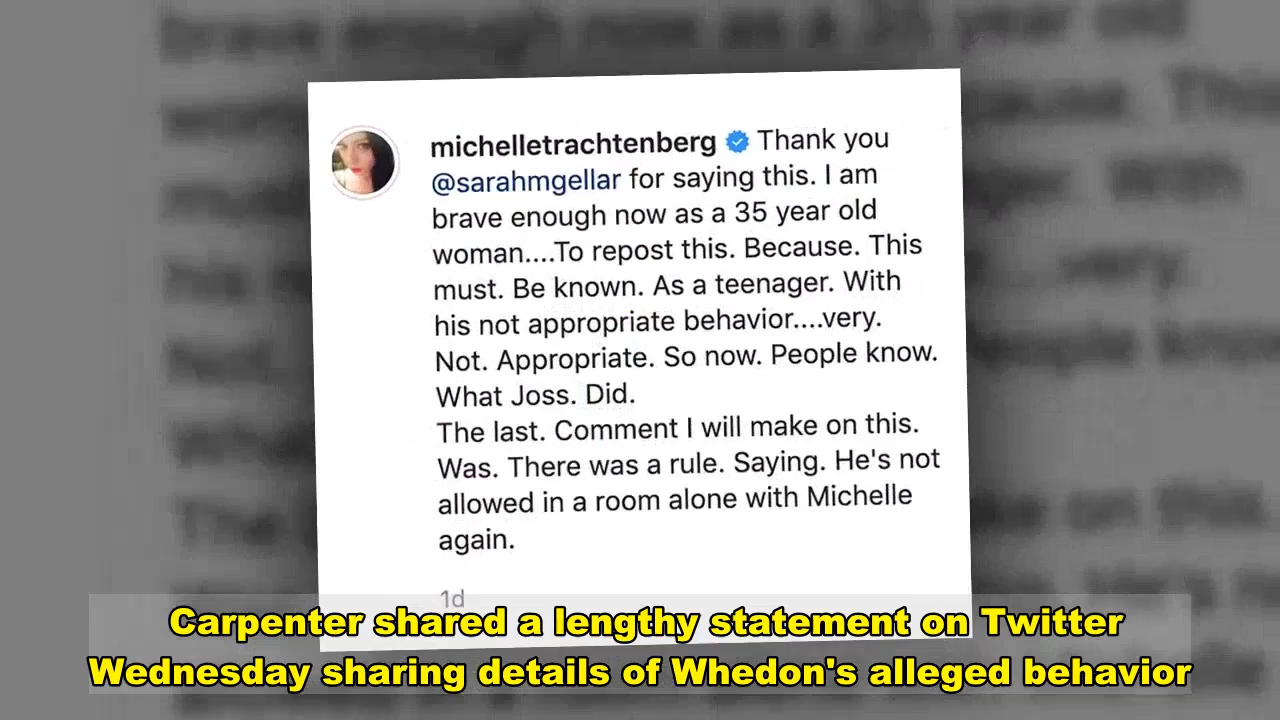 michelletrachtenberg Thank you
@sarahmgellar for saying this. I am
brave enough now as a 35 year old
woman....To repost this. Because. This
must. Be known. As a teenager. With
his not appropriate behavior....very.
Not. Appropriate. So now. People know.
What Joss. Did.
The last. Comment I will make on this.
Was. There was a rule. Saying. He's not
allowed in a room alone with Michelle
again.
1d
Carpenter shared a lengthy statement on Twitter
Wednesday sharing details of Whedon's alleged behavior